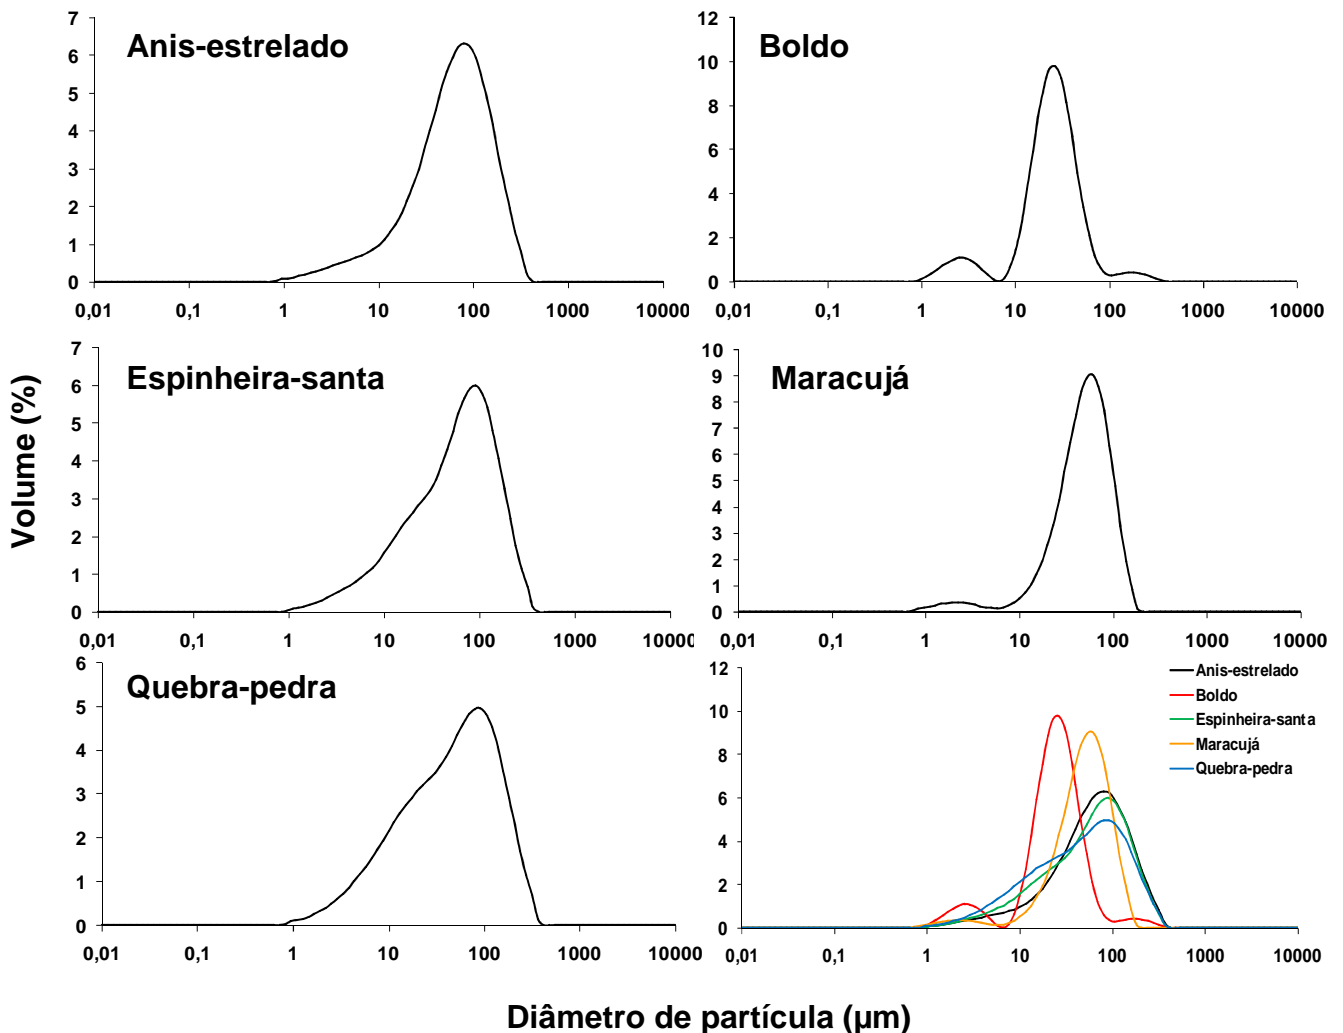 Volume (%)
Anis-estrelado
7
6
5
4
3
2
1
0
0,01 0,1 1 10 100 1000 10000
Boldo
12
10
8
6
4
2
0
0,01 0,1 1 10 100 1000 10000
Espinheira-santa
7
6
5
4
3
2
1
0
0,01 0,1 1 10 100 1000 10000
Maracujá
10
9
8
7
6
5
4
3
2
1
0
0,01 0,1 1 10 100 1000 10000
Quebra-pedra
6
5
4
3
2
1
0
0,01 0,1 1 10 100 1000 10000
12
10
8
6
4
2
0
0,01 0,1 1 10 100 1000 10000
Anis-estrelado
Boldo
Espinheira-santa
Maracujá
Quebra-pedra
Diâmetro de partícula (µm)